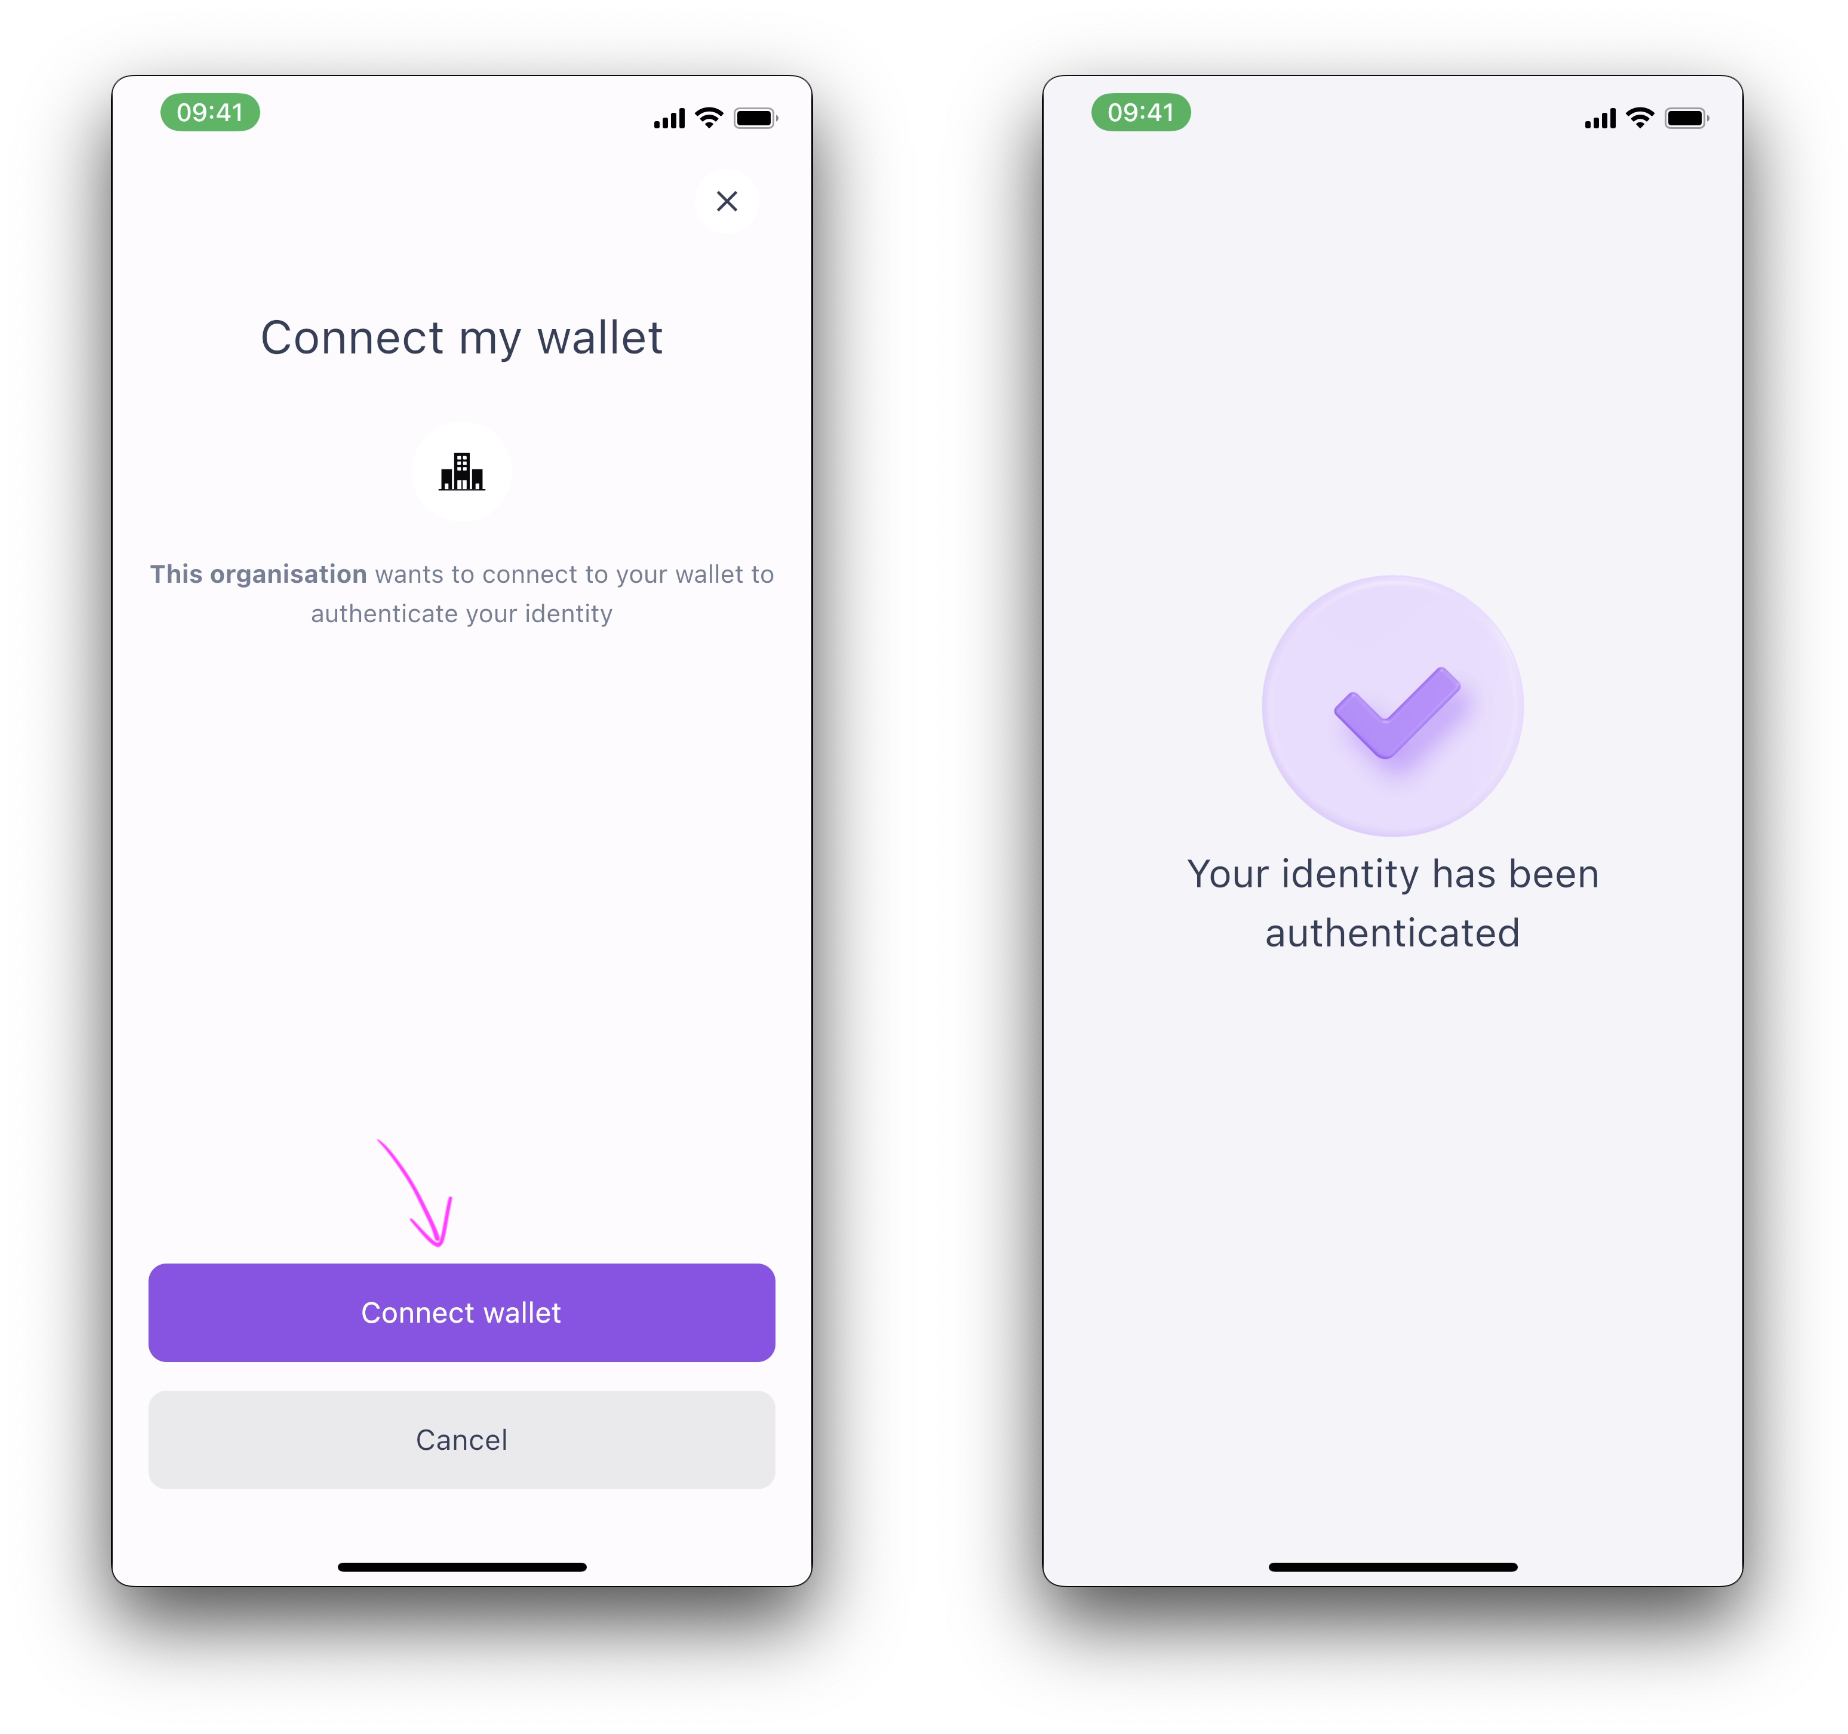 09:41
Connect my wallet
This organisation wants to connect to your wallet to
authenticate your identity
Connect wallet
Cancel
09:41
Your identity has been
authenticated